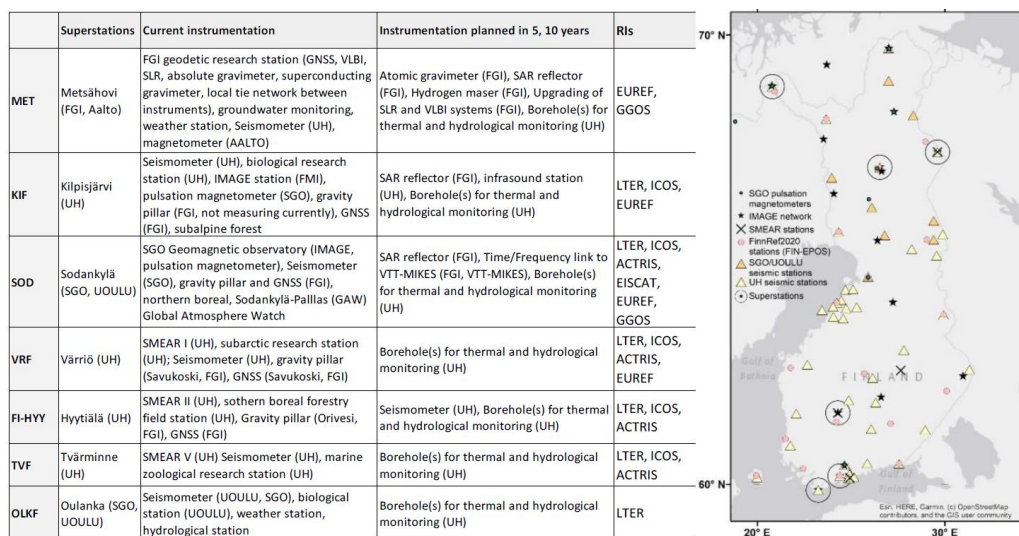 Superstations Current instrumentation Instrumentation planned in 5, 10 years RIs
MET
Metsähovi
(FGI, Aalto)
FGI geodetic research station (GNSS, VLBI,
SLR, absolute gravimeter, superconducting
gravimeter, local tie network between
instruments), groundwater monitoring,
weather station, Seismometer (UH),
magnetometer (AALTO)
Atomic gravimeter (FGI), SAR reflector
(FGI), Hydrogen maser (FGI), Upgrading of
SLR and VLBI systems (FGI), Borehole(s) for
thermal and hydrological monitoring (UH)
EUREF,
GGOS
KIF
Kilpisjärvi
(UH)
Seismometer (UH), biological research
station (UH), IMAGE station (FMI),
pulsation magnetometer (SGO), gravity
pillar (FGI, not measuring currently), GNSS
(FGI), subalpine forest
SAR reflector (FGI), infrasound station
(UH), Borehole(s) for thermal and
hydrological monitoring (UH)
LTER, ICOS,
EUREF
SOD
Sodankylä
(SGO, UOULU)
SGO Geomagnetic observatory (IMAGE,
pulsation magnetometer), Seismometer
(SGO), gravity pillar and GNSS (FGI),
northern boreal, Sodankylä-Palllas (GAW)
Global Atmosphere Watch
SAR reflector (FGI), Time/Frequency link to
VTT-MIKES (FGI, VTT-MIKES), Borehole(s)
for thermal and hydrological monitoring
(UH)
LTER, ICOS,
ACTRIS,
EISCAT,
EUREF,
GGOS
VRF
Värriö (UH)
SMEAR I (UH), subarctic research station
(UH); Seismometer (UH), gravity pillar
(Savukoski, FGI), GNSS (Savukoski, FGI)
Borehole(s) for thermal and hydrological
monitoring (UH)
LTER, ICOS,
ACTRIS,
EUREF
FI-HYY
Hyytiälä (UH)
SMEAR II (UH), sothern boreal forestry
field station (UH), Gravity pillar (Orivesi,
FGI), GNSS (FGI)
Seismometer (UH), Borehole(s) for thermal
and hydrological monitoring (UH)
LTER, ICOS,
ACTRIS
TVF
Tvärminne
(UH)
SMEAR V (UH) Seismometer (UH), marine
zoological research station (UH)
Borehole(s) for thermal and hydrological
monitoring (UH)
LTER, ICOS,
ACTRIS
OLKF
Oulanka (SGO,
UOULU)
Seismometer (UOULU, SGO), biological
station (UOULU), weather station,
hydrological station
Borehole(s) for thermal and hydrological
monitoring (UH)
LTER
70° N
SGO pulsation
magnetometers
IMAGE network
SMEAR stations
FinnRef2020
stations (FIN-EPOS)
SGO/UOULU
seismic stations
UH seismic stations
Superstations
Gulf of
Bothnia
FINLAND
Gulf of
Finland
60° N
Esri, HERE, Garmin, (c) OpenStreetMap
contributors, and the GIS user community
20° E 30° E